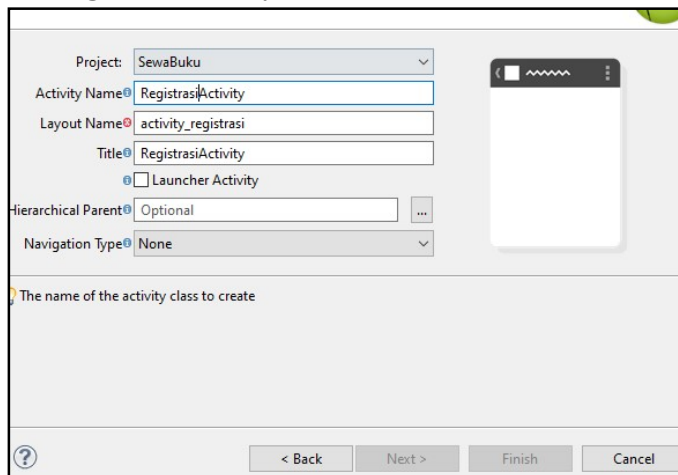 Project: SewaBuku
Activity Name RegistrasiActivity
Layout Name activity_registrasi
Title RegistrasiActivity
Launcher Activity
Hierarchical Parent Optional ...
Navigation Type None
The name of the activity class to create
? < Back Next > Finish Cancel